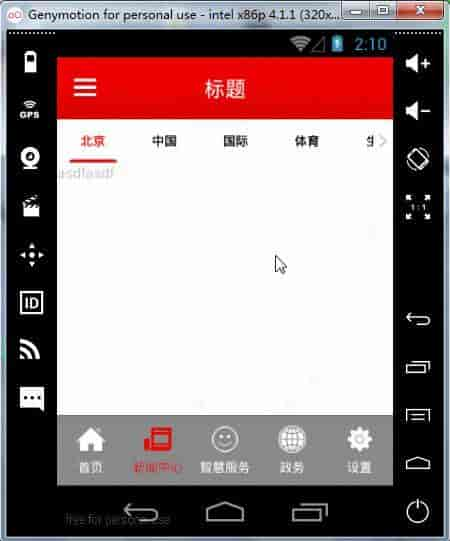 Genymotion for personal use - intel x86p 4.1.1 (320x...
2:10
GPS
标题
北京 中国 国际 体育
asdfasdf
1:1
ID
首页 新闻中心 智慧服务 政务 设置
free for personal use